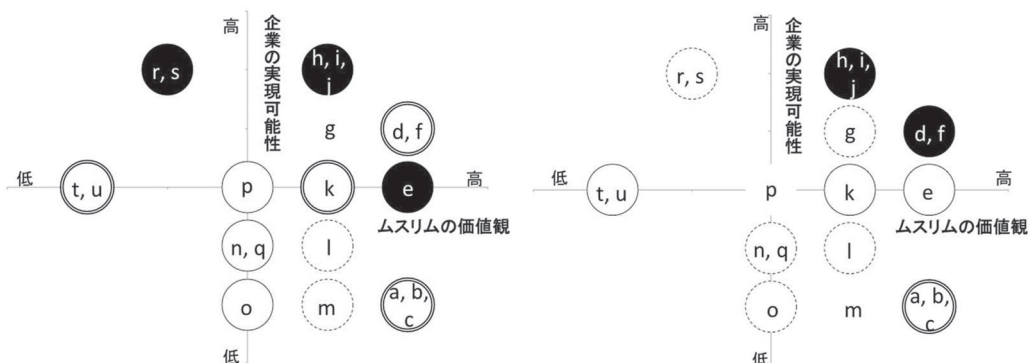 高
企業の実現可能性
r, s
h, i,
j
g
d, f
低
高
t, u
p
k
e
ムスリムの価値観
n, q
l
o
m
a, b,
c
低
高
企業の実現可能性
r, s
h, i,
j
g
d, f
低
高
t, u
p
k
e
ムスリムの価値観
n, q
l
o
m
a, b,
c
低